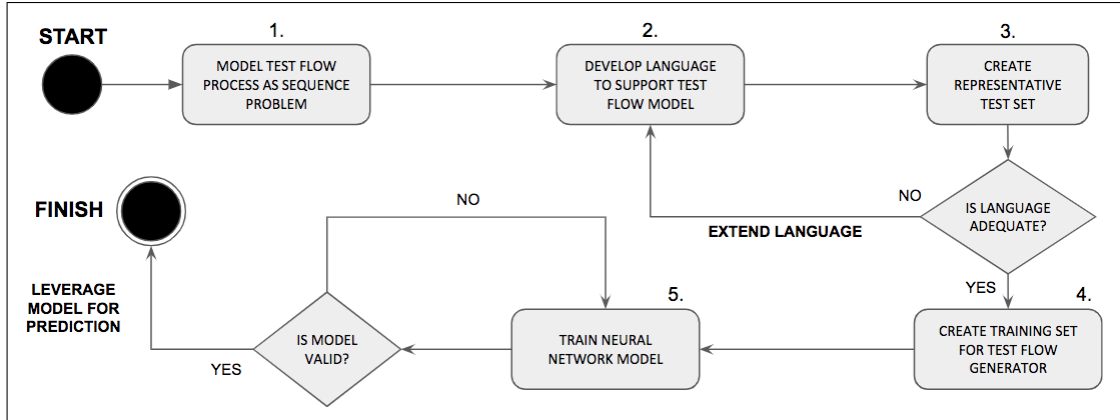 START
1.
MODEL TEST FLOW
PROCESS AS SEQUENCE
PROBLEM
2.
DEVELOP LANGUAGE
TO SUPPORT TEST
FLOW MODEL
3.
CREATE
REPRESENTATIVE
TEST SET
IS LANGUAGE
ADEQUATE?
NO
EXTEND LANGUAGE
YES
4.
CREATE TRAINING SET
FOR TEST FLOW
GENERATOR
5.
TRAIN NEURAL
NETWORK MODEL
IS MODEL
VALID?
NO
YES
LEVERAGE
MODEL FOR
PREDICTION
FINISH